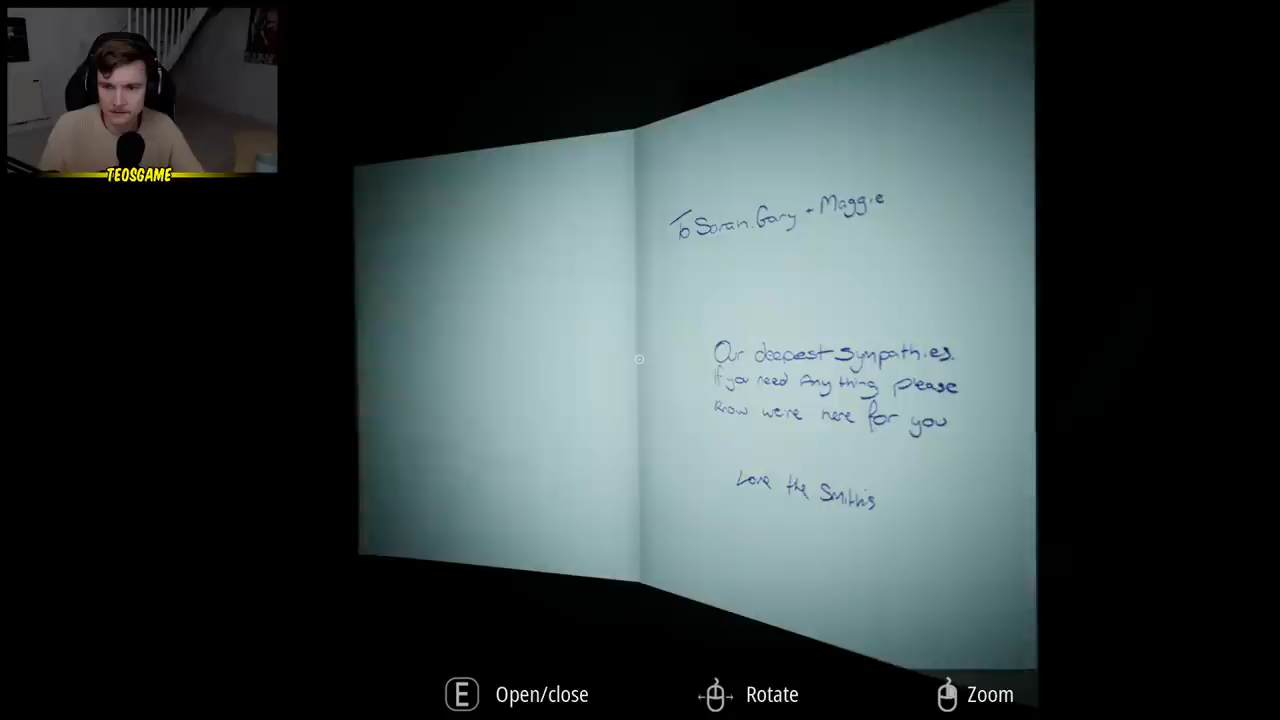 TEOSGAME
To Sarah, Gary + Maggie
Our deepest sympathies.
If you need Anything please
know we're here for you
Love the Smith's
E Open/close
Rotate
Zoom